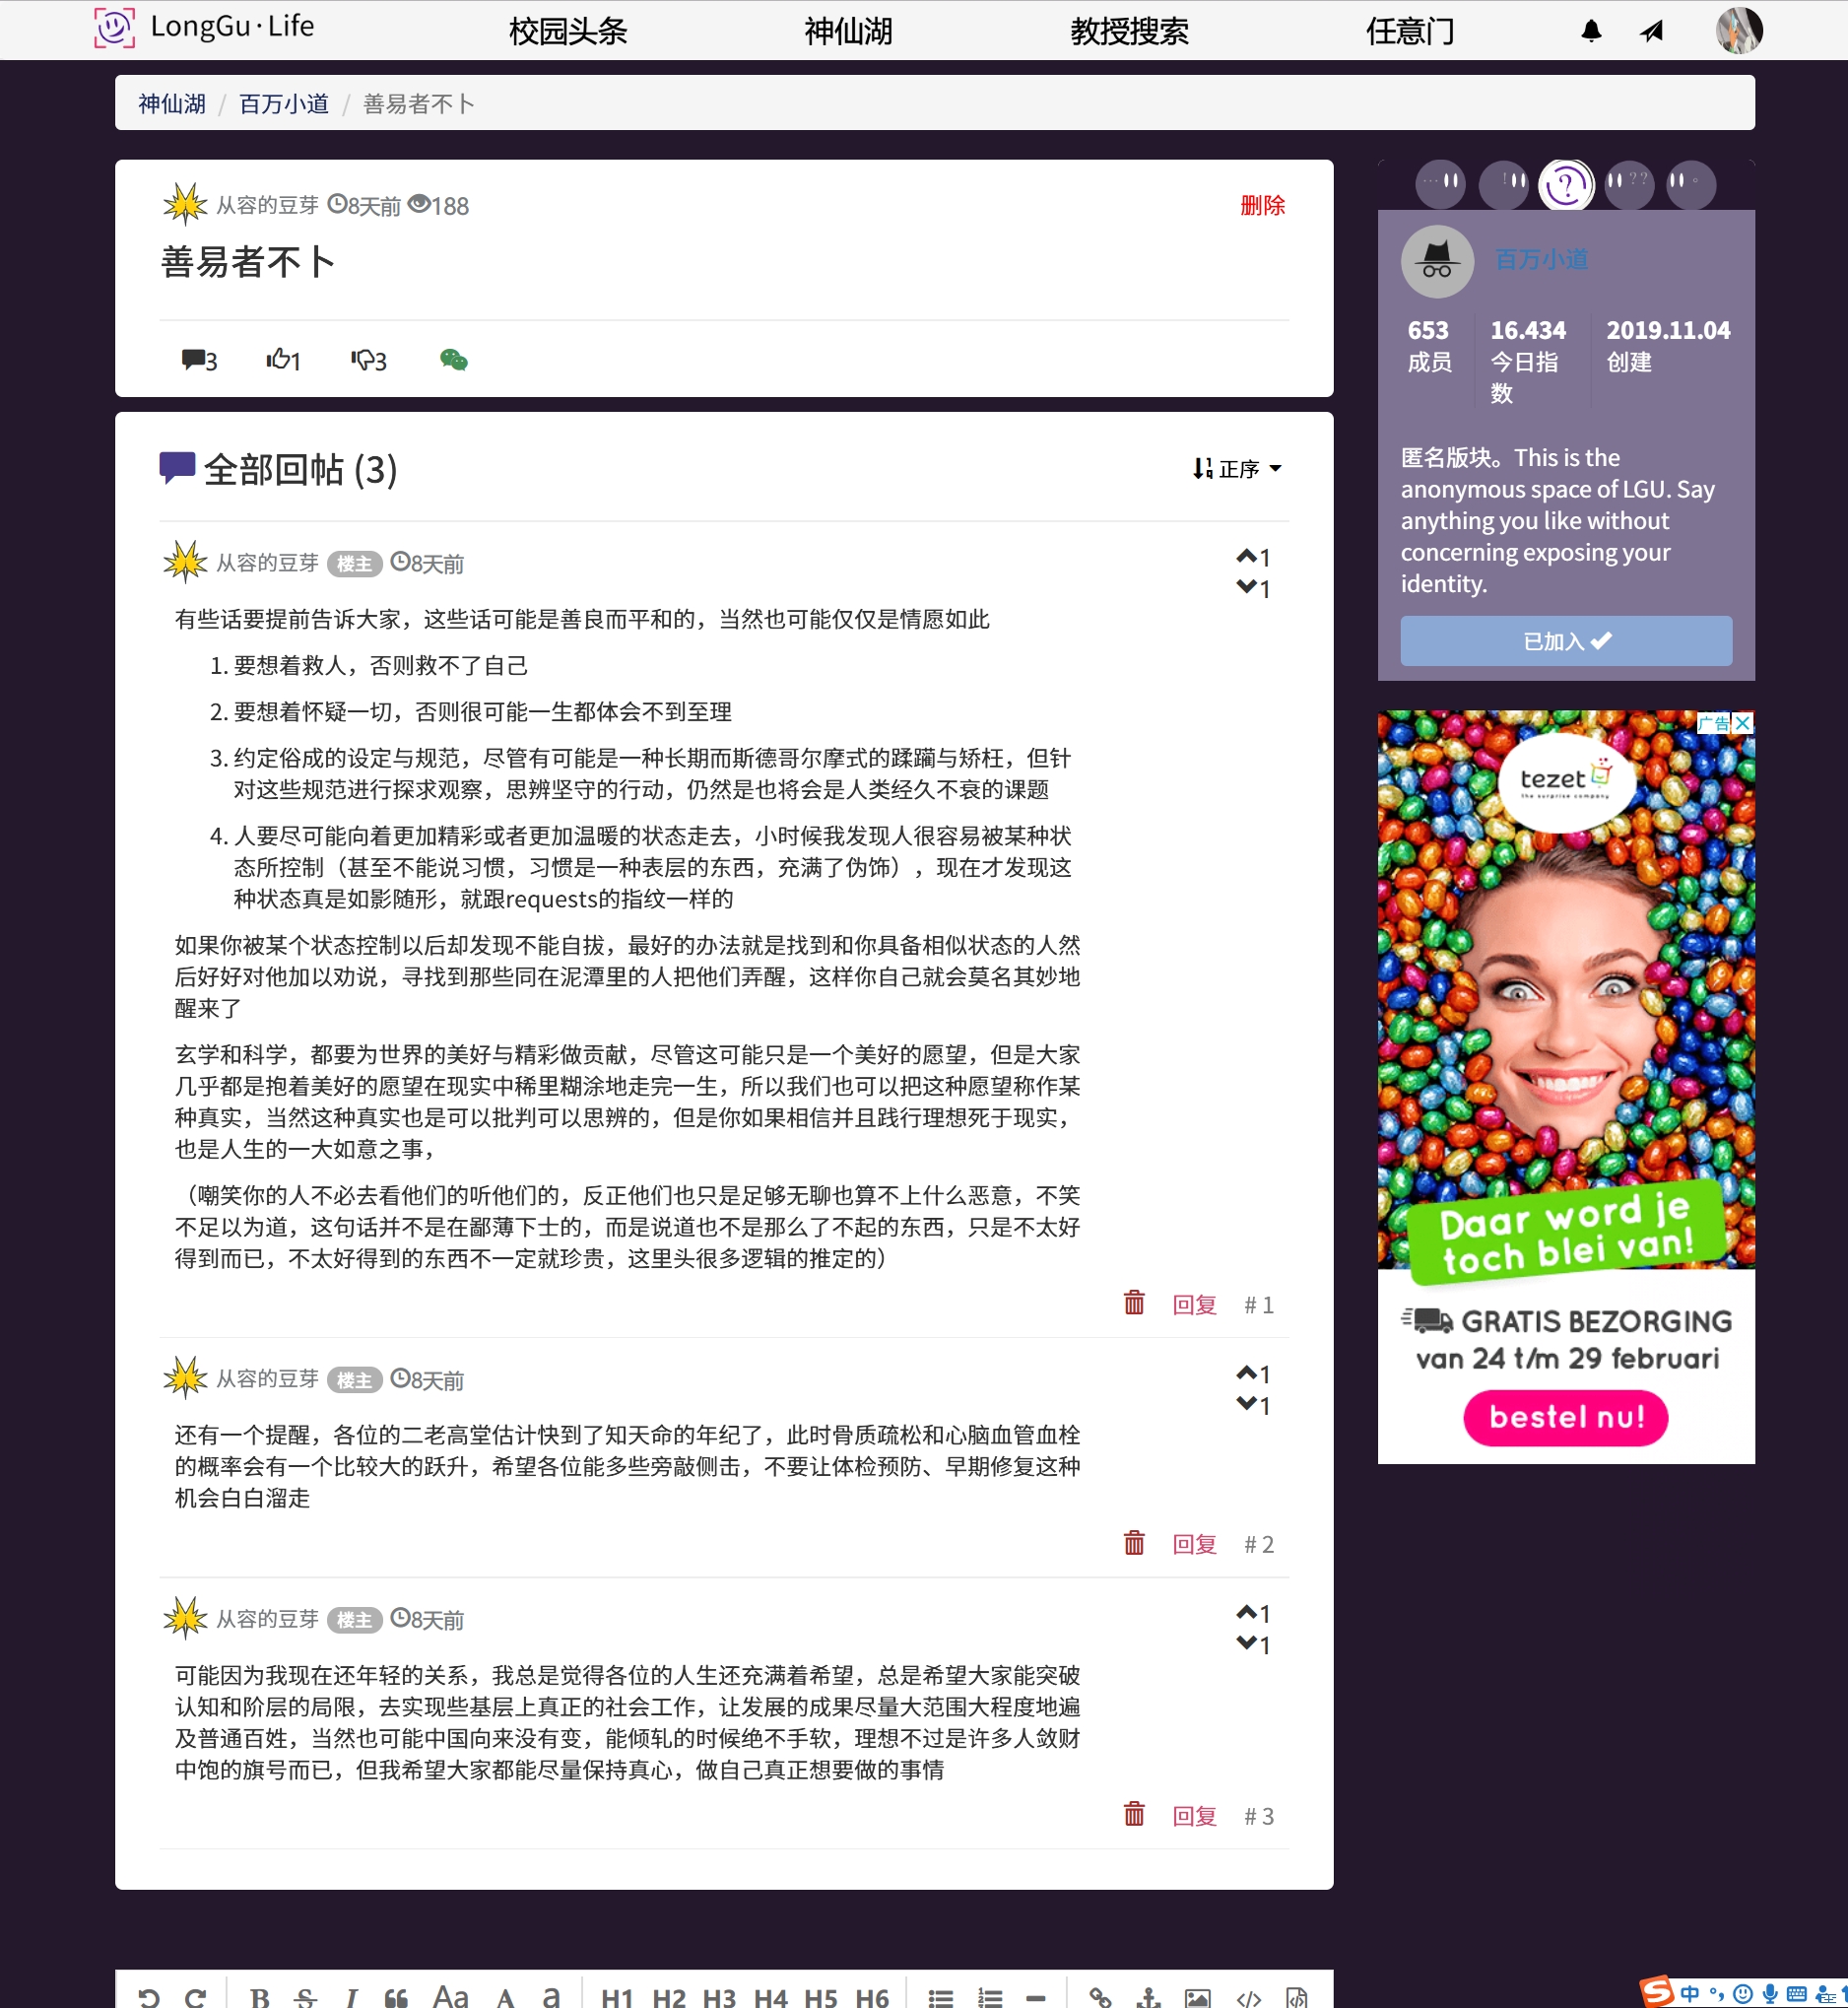 LongGu·Life 校园头条 神仙湖 教授搜索 任意门
神仙湖 / 百万小道 / 善易者不卜
从容的豆芽 8天前 188 删除
善易者不卜
3 1 3
全部回帖 (3) 正序
从容的豆芽 楼主 8天前 1
1
有些话要提前告诉大家，这些话可能是善良而平和的，当然也可能仅仅是情愿如此
1. 要想着救人，否则救不了自己
2. 要想着怀疑一切，否则很可能一生都体会不到至理
3. 约定俗成的设定与规范，尽管有可能是一种长期而斯德哥尔摩式的蹂躏与矫枉，但针
对这些规范进行探求观察，思辨坚守的行动，仍然是也将会是人类经久不衰的课题
4. 人要尽可能向着更加精彩或者更加温暖的状态走去，小时候我发现人很容易被某种状
态所控制（甚至不能说习惯，习惯是一种表层的东西，充满了伪饰），现在才发现这
种状态真是如影随形，就跟requests的指纹一样的
如果你被某个状态控制以后却发现不能自拔，最好的办法就是找到和你具备相似状态的人然
后好好对他加以劝说，寻找到那些同在泥潭里的人把他们弄醒，这样你自己就会莫名其妙地
醒来了
玄学和科学，都要为世界的美好与精彩做贡献，尽管这可能只是一个美好的愿望，但是大家
几乎都是抱着美好的愿望在现实中稀里糊涂地走完一生，所以我们也可以把这种愿望称作某
种真实，当然这种真实也是可以批判可以思辨的，但是你如果相信并且践行理想死于现实，
也是人生的一大如意之事，
（嘲笑你的人不必去看他们的听他们的，反正他们也只是足够无聊也算不上什么恶意，不笑
不足以为道，这句话并不是在鄙薄下士的，而是说道也不是那么了不起的东西，只是不太好
得到而已，不太好得到的东西不一定就珍贵，这里头很多逻辑的推定的）
回复 # 1
从容的豆芽 楼主 8天前 1
1
还有一个提醒，各位的二老高堂估计快到了知天命的年纪了，此时骨质疏松和心脑血管血栓
的概率会有一个比较大的跃升，希望各位能多些旁敲侧击，不要让体检预防、早期修复这种
机会白白溜走
回复 # 2
从容的豆芽 楼主 8天前 1
1
可能因为我现在还年轻的关系，我总是觉得各位的人生还充满着希望，总是希望大家能突破
认知和阶层的局限，去实现些基层上真正的社会工作，让发展的成果尽量大范围大程度地遍
及普通百姓，当然也可能中国向来没有变，能倾轧的时候绝不手软，理想不过是许多人敛财
中饱的旗号而已，但我希望大家都能尽量保持真心，做自己真正想要做的事情
回复 # 3
B S I Aa A a H1 H2 H3 H4 H5 H6
百万小道
653 16.434 2019.11.04
成员 今日指 创建
数
匿名版块。This is the
anonymous space of LGU. Say
anything you like without
concerning exposing your
identity.
已加入
广告
tezet
the surprise company
Daar word je
toch blei van!
GRATIS BEZORGING
van 24 t/m 29 februari
bestel nu!
中